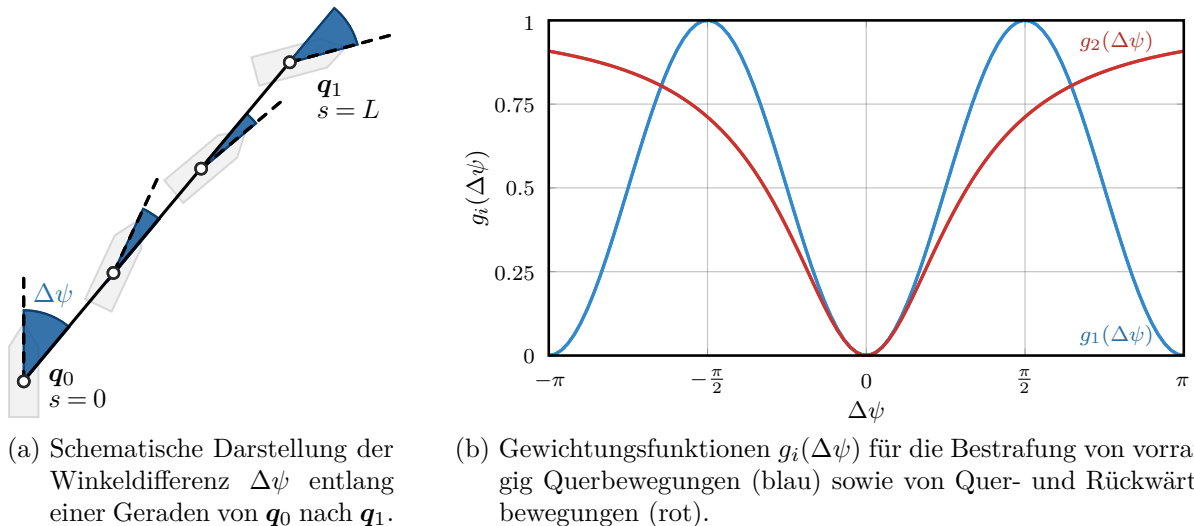 Δψ
q₀
s = 0
q₁
s = L
1
0.75
0.5
0.25
0
gᵢ(Δψ)
g₂(Δψ)
g₁(Δψ)
−π
−π/2
0
π/2
π
Δψ
(a) Schematische Darstellung der
Winkeldifferenz Δψ entlang
einer Geraden von q₀ nach q₁.
(b) Gewichtungsfunktionen gᵢ(Δψ) für die Bestrafung von vorra
gig Querbewegungen (blau) sowie von Quer- und Rückwärt
bewegungen (rot).